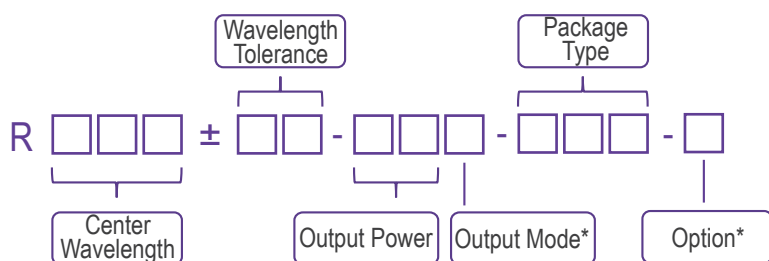 Wavelength
Tolerance
Package
Type
R ± - - -
Center
Wavelength
Output Power
Output Mode*
Option*